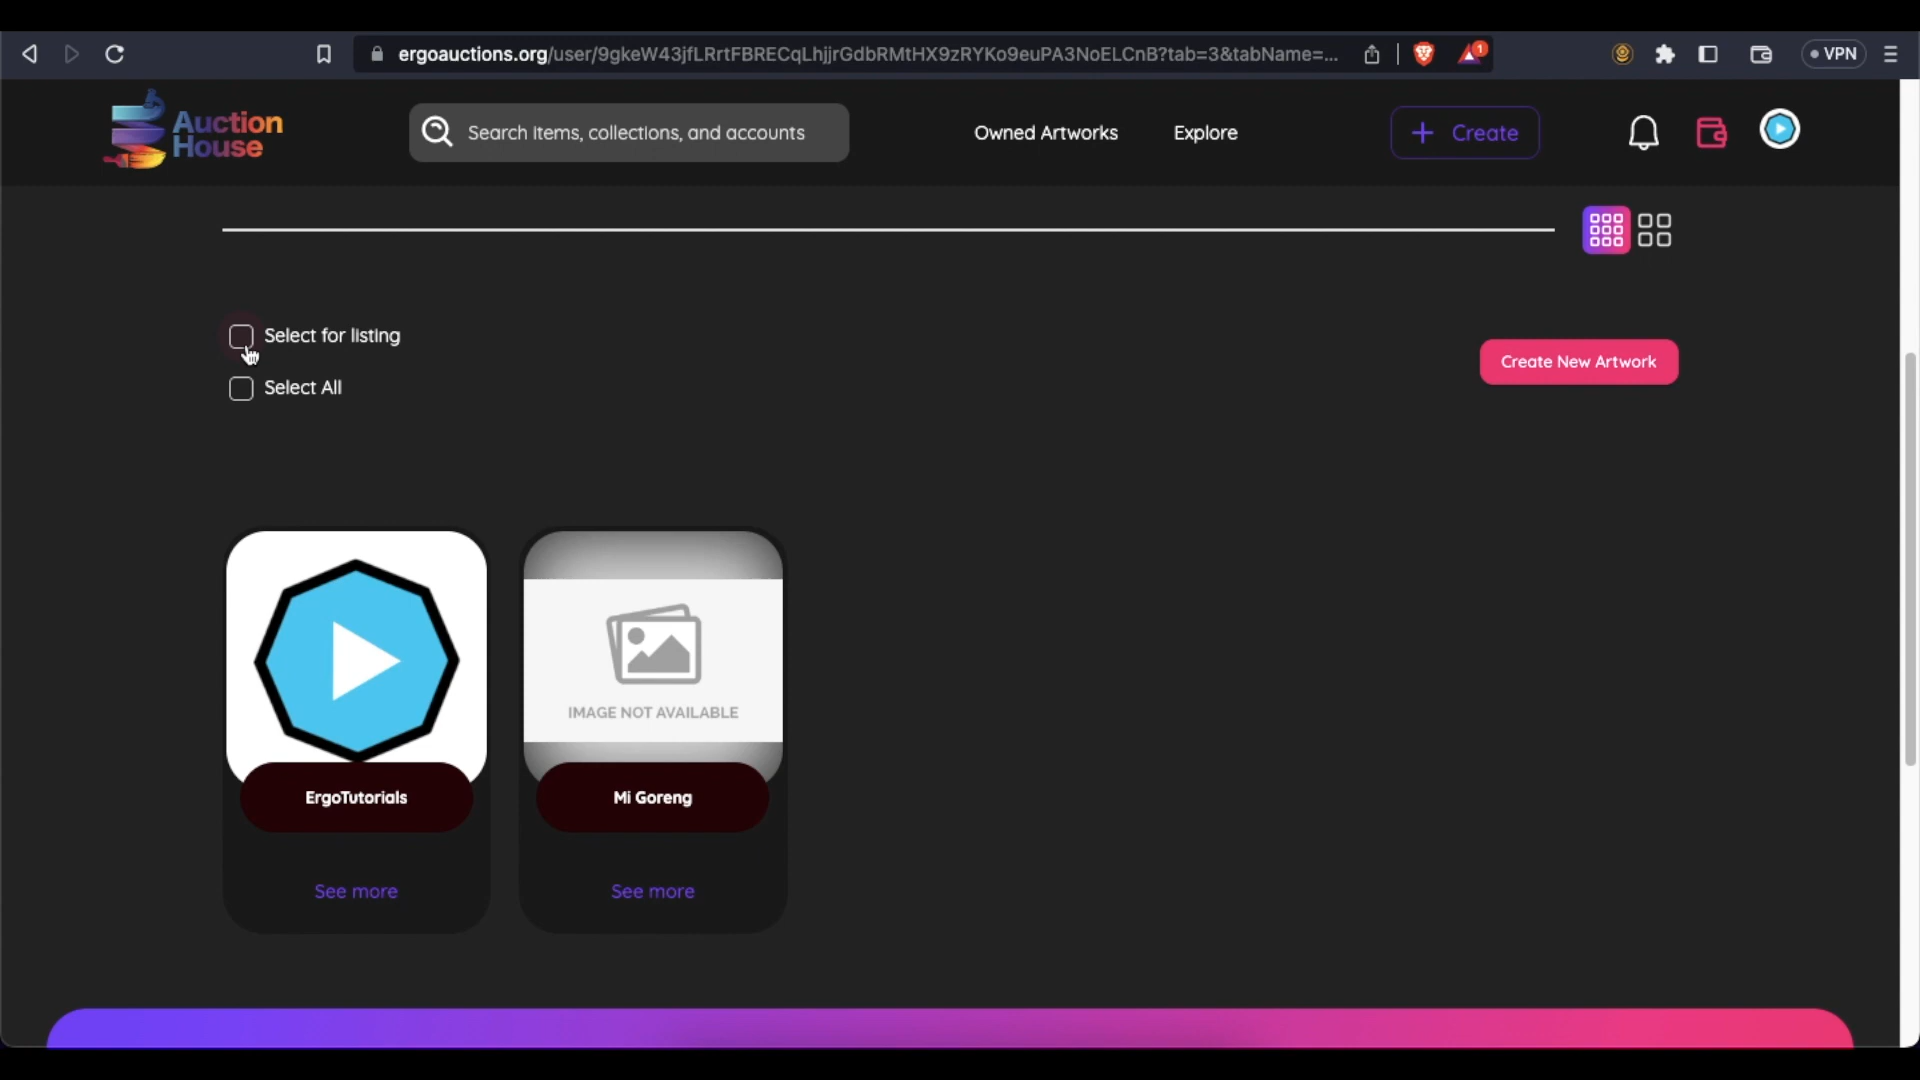 ergoauctions.org/user/9gkeW43jfLRrtFBRECqLhjjrGdbRMtHX9zRYKo9euPA3NoELCnB?tab=3&tabName=...
1
VPN
Auction
House
Search items, collections, and accounts
Owned Artworks
Explore
+ Create
Select for listing
Select All
Create New Artwork
IMAGE NOT AVAILABLE
ErgoTutorials
Mi Goreng
See more
See more